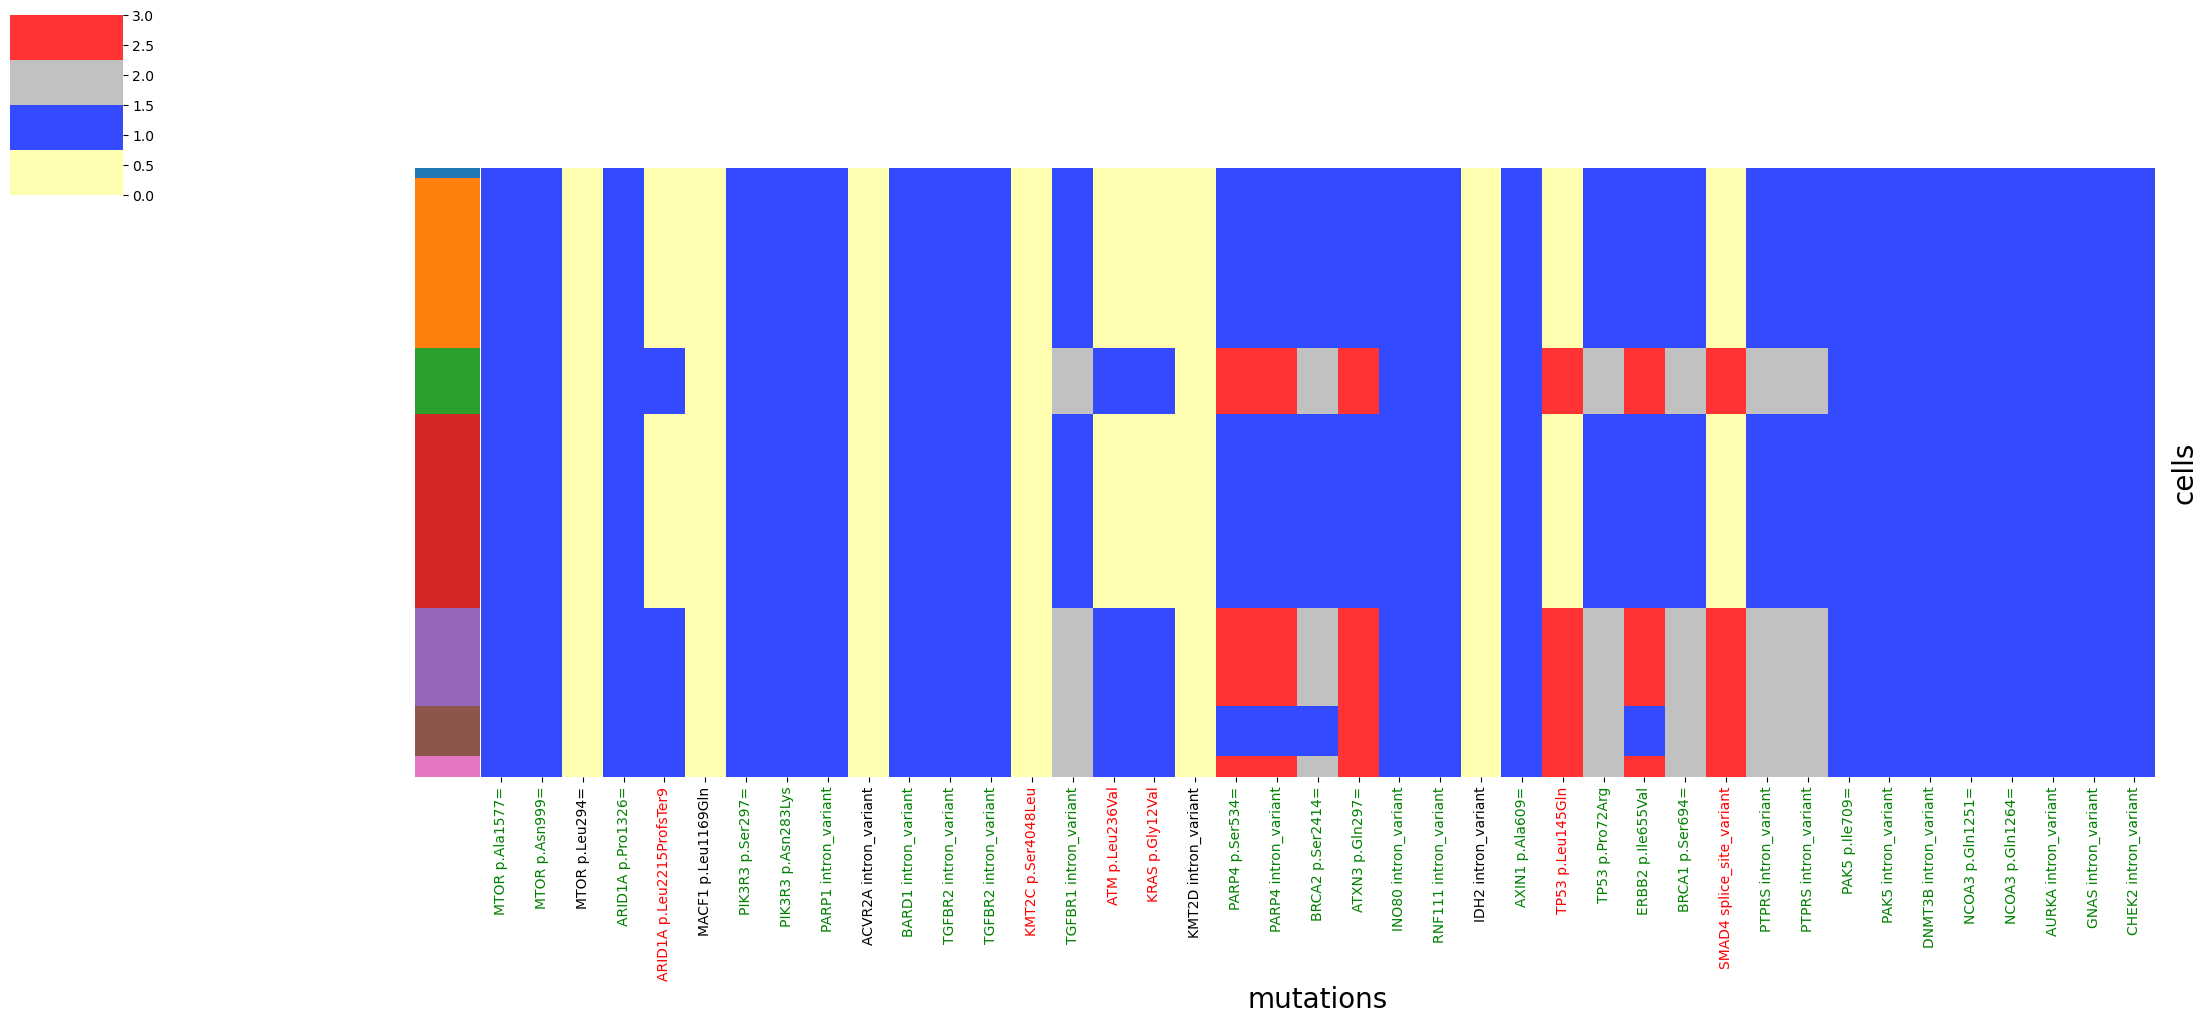 3.0
2.5
2.0
1.5
1.0
0.5
0.0
cells
MTOR p.Ala1577=
MTOR p.Asn999=
MTOR p.Leu294=
ARID1A p.Pro1326=
ARID1A p.Leu2215ProfsTer9
MACF1 p.Leu1169Gln
PIK3R3 p.Ser297=
PIK3R3 p.Asn283Lys
PARP1 intron_variant
ACVR2A intron_variant
BARD1 intron_variant
TGFBR2 intron_variant
TGFBR2 intron_variant
KMT2C p.Ser4048Leu
TGFBR1 intron_variant
ATM p.Leu236Val
KRAS p.Gly12Val
KMT2D intron_variant
PARP4 p.Ser534=
PARP4 intron_variant
BRCA2 p.Ser2414=
ATXN3 p.Gln297=
INO80 intron_variant
RNF111 intron_variant
IDH2 intron_variant
AXIN1 p.Ala609=
TP53 p.Leu145Gln
TP53 p.Pro72Arg
ERBB2 p.Ile655Val
BRCA1 p.Ser694=
SMAD4 splice_site_variant
PTPRS intron_variant
PTPRS intron_variant
PAK5 p.Ile709=
PAK5 intron_variant
DNMT3B intron_variant
NCOA3 p.Gln1251=
NCOA3 p.Gln1264=
AURKA intron_variant
GNAS intron_variant
CHEK2 intron_variant
mutations